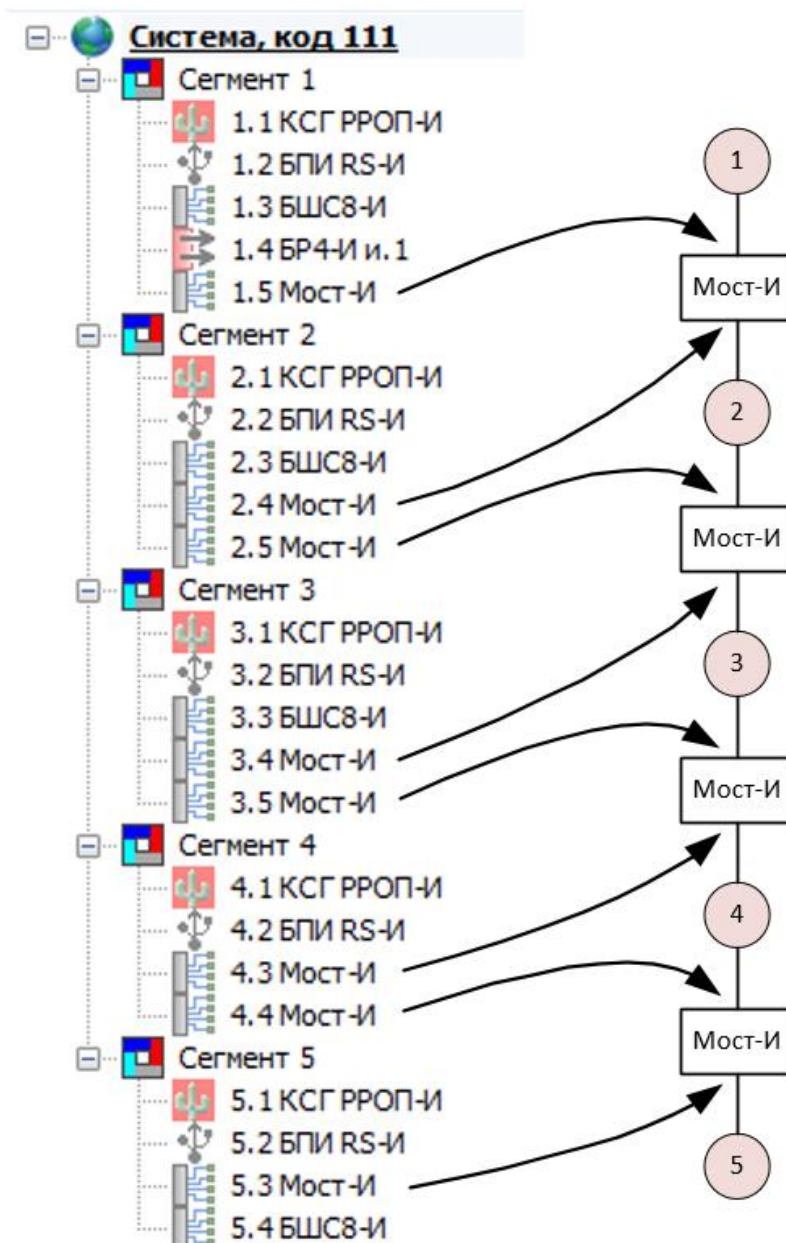 Система, код 111
Сегмент 1
1.1 КСГ РРОП-И
1.2 БПИ RS-И
1.3 БШС8-И
1.4 БР4-И и.1
1.5 Мост-И
Сегмент 2
2.1 КСГ РРОП-И
2.2 БПИ RS-И
2.3 БШС8-И
2.4 Мост-И
2.5 Мост-И
Сегмент 3
3.1 КСГ РРОП-И
3.2 БПИ RS-И
3.3 БШС8-И
3.4 Мост-И
3.5 Мост-И
Сегмент 4
4.1 КСГ РРОП-И
4.2 БПИ RS-И
4.3 Мост-И
4.4 Мост-И
Сегмент 5
5.1 КСГ РРОП-И
5.2 БПИ RS-И
5.3 Мост-И
5.4 БШС8-И
1
Мост-И
2
Мост-И
3
Мост-И
4
Мост-И
5